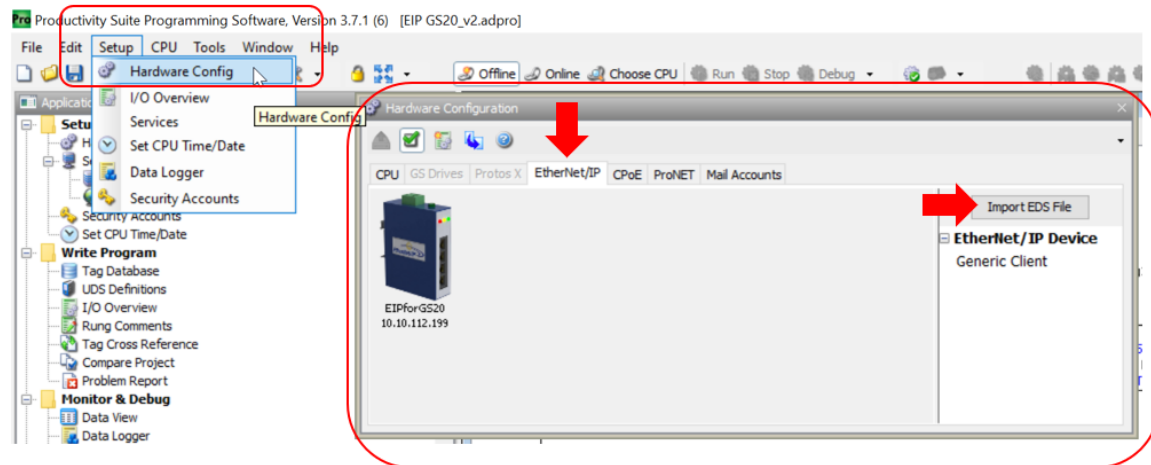 Pro Productivity Suite Programming Software, Version 3.7.1 (6) [EIP GS20_v2.adpro]
File Edit Setup CPU Tools Window Help
Offline Online Choose CPU Run Stop Debug
Hardware Config
I/O Overview
Services
Set CPU Time/Date
Data Logger
Security Accounts
Hardware Config
Applicatio
Setu
H
S
Security Accounts
Set CPU Time/Date
Write Program
Tag Database
UDS Definitions
I/O Overview
Rung Comments
Tag Cross Reference
Compare Project
Problem Report
Monitor & Debug
Data View
Data Logger
Hardware Configuration
CPU GS Drives Protos X EtherNet/IP CPoE ProNET Mail Accounts
EIPforGS20
10.10.112.199
Import EDS File
EtherNet/IP Device
Generic Client